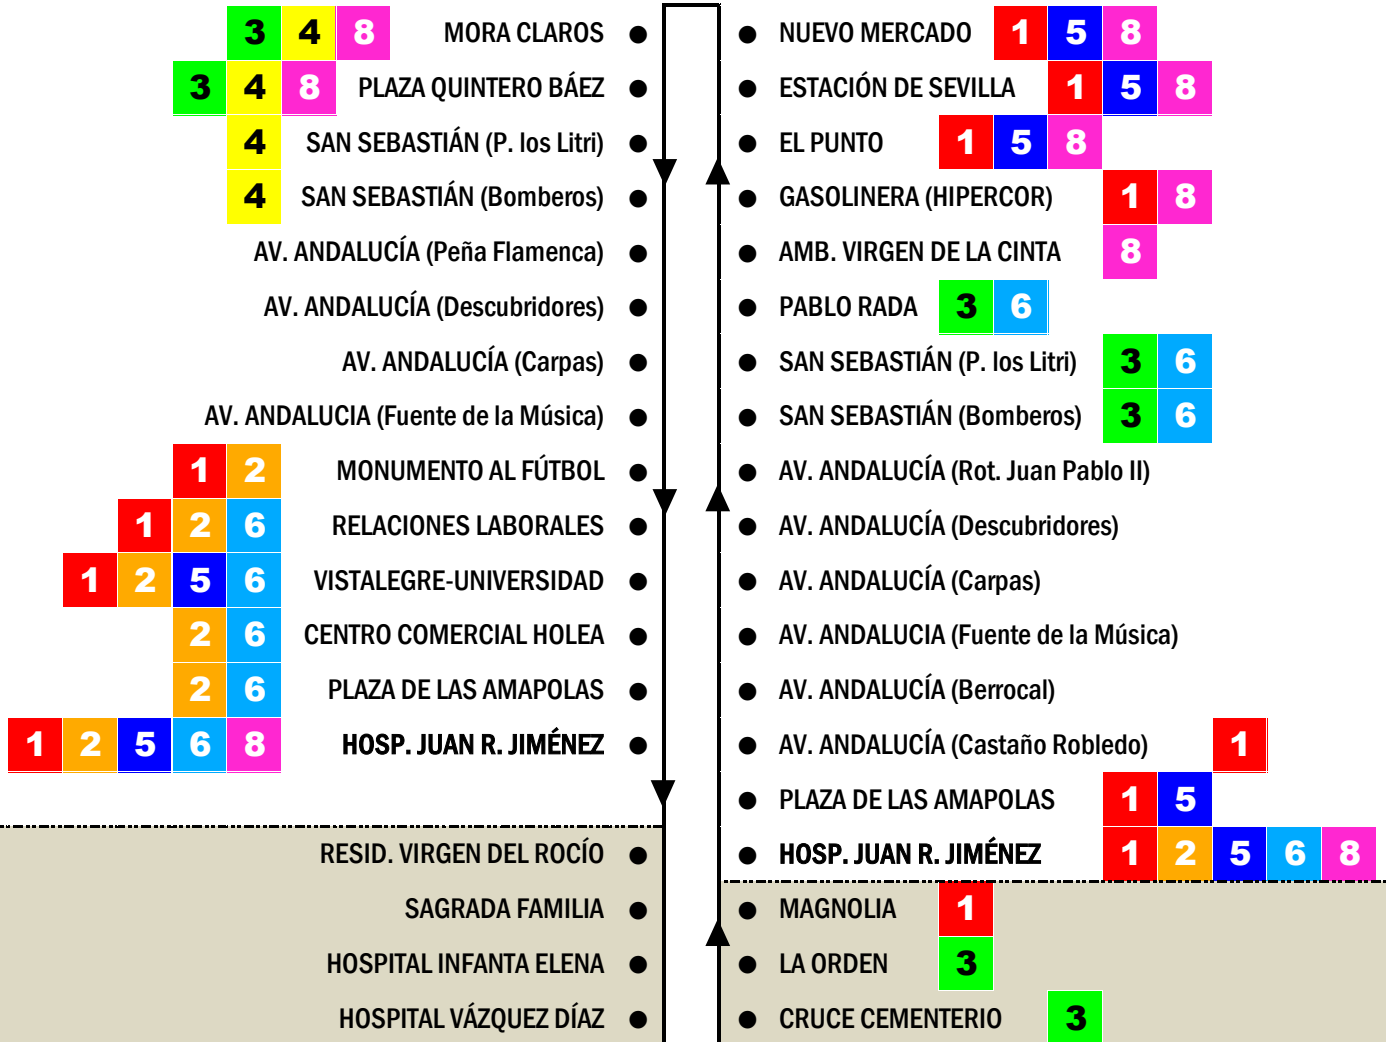 3 4 8 MORA CLAROS
3 4 8 PLAZA QUINTERO BÁEZ
4 SAN SEBASTIÁN (P. los Litri)
4 SAN SEBASTIÁN (Bomberos)
AV. ANDALUCÍA (Peña Flamenca)
AV. ANDALUCÍA (Descubridores)
AV. ANDALUCÍA (Carpas)
AV. ANDALUCIA (Fuente de la Música)
1 2 MONUMENTO AL FÚTBOL
1 2 6 RELACIONES LABORALES
1 2 5 6 VISTALEGRE-UNIVERSIDAD
2 6 CENTRO COMERCIAL HOLEA
2 6 PLAZA DE LAS AMAPOLAS
1 2 5 6 8 HOSP. JUAN R. JIMÉNEZ
RESID. VIRGEN DEL ROCÍO
SAGRADA FAMILIA
HOSPITAL INFANTA ELENA
HOSPITAL VÁZQUEZ DÍAZ
NUEVO MERCADO 1 5 8
ESTACIÓN DE SEVILLA 1 5 8
EL PUNTO 1 5 8
GASOLINERA (HIPERCOR) 1 8
AMB. VIRGEN DE LA CINTA 8
PABLO RADA 3 6
SAN SEBASTIÁN (P. los Litri) 3 6
SAN SEBASTIÁN (Bomberos) 3 6
AV. ANDALUCÍA (Rot. Juan Pablo II)
AV. ANDALUCÍA (Descubridores)
AV. ANDALUCÍA (Carpas)
AV. ANDALUCIA (Fuente de la Música)
AV. ANDALUCÍA (Berrocal)
AV. ANDALUCÍA (Castaño Robledo) 1
PLAZA DE LAS AMAPOLAS 1 5
HOSP. JUAN R. JIMÉNEZ 1 2 5 6 8
MAGNOLIA 1
LA ORDEN 3
CRUCE CEMENTERIO 3